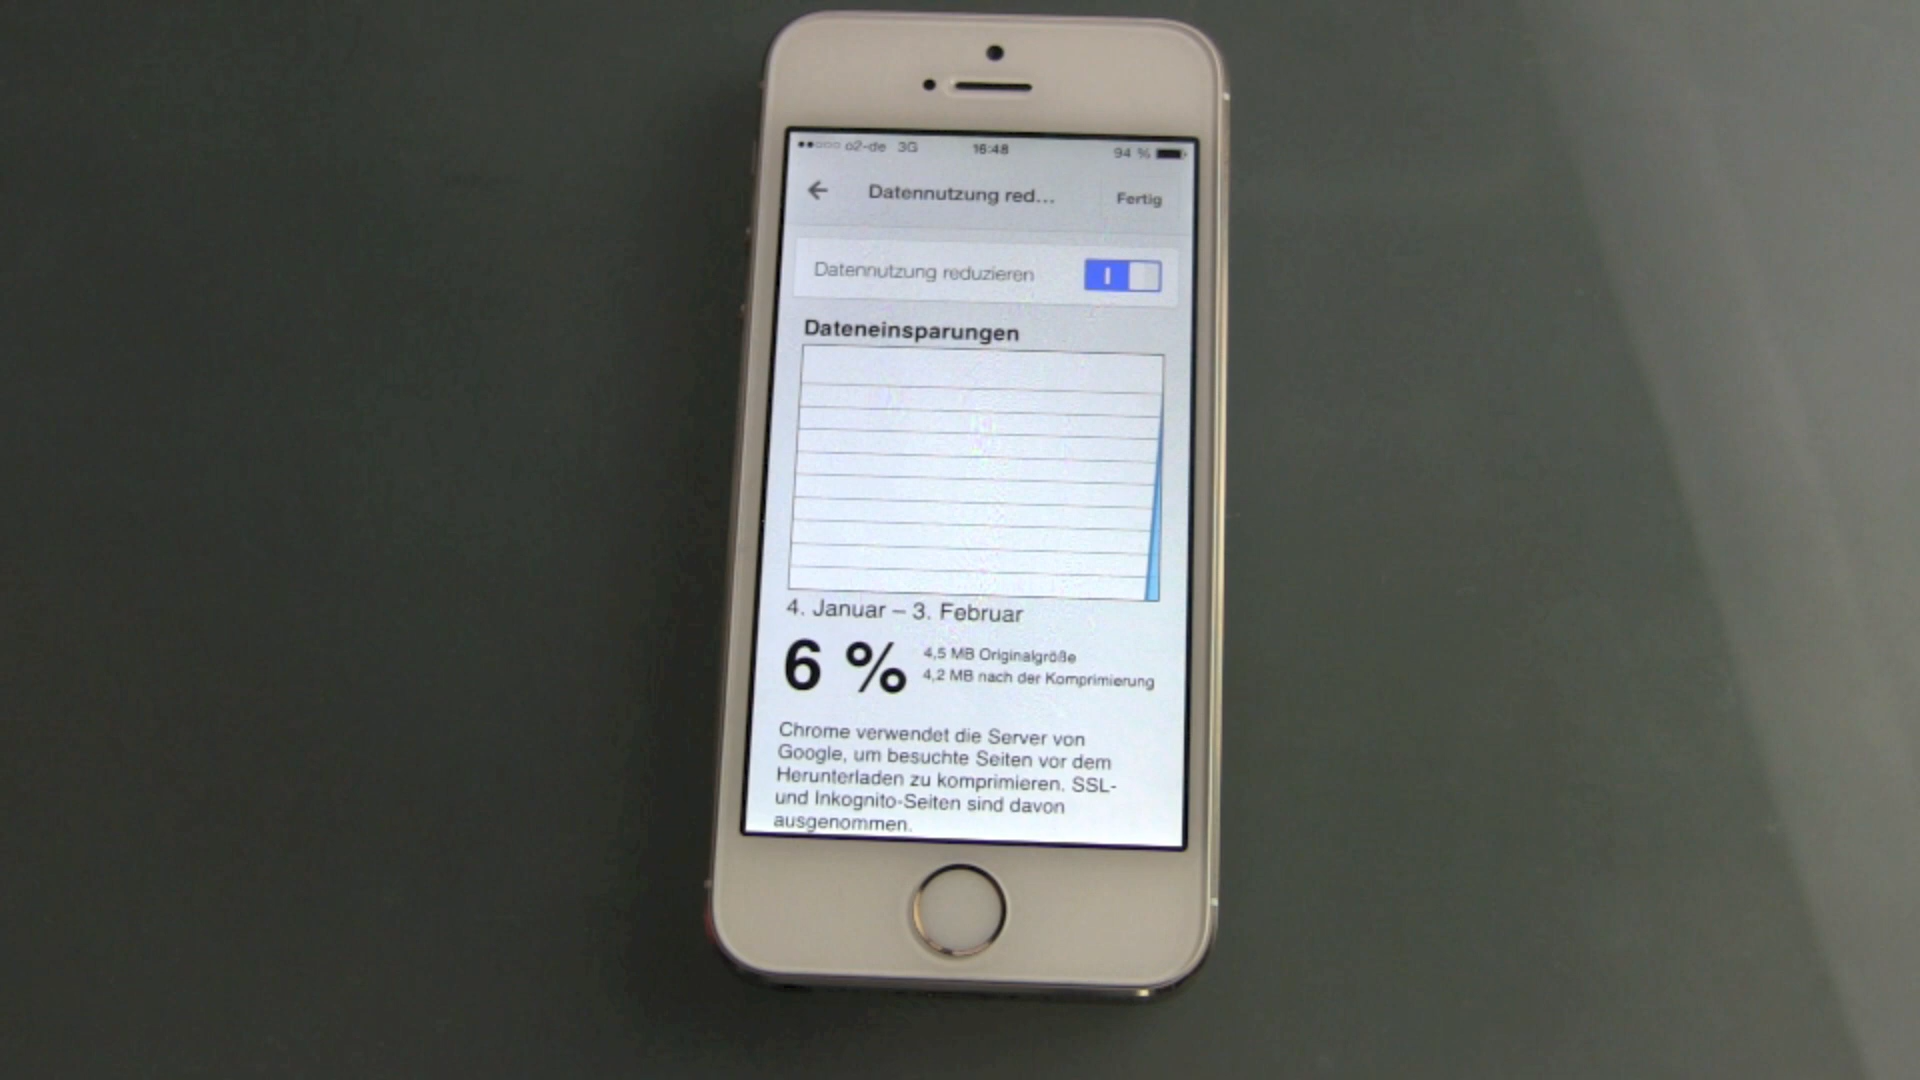 o2-de 3G 16:48 94 %
Datennutzung red... Fertig
Datennutzung reduzieren
Dateneinsparungen
4. Januar – 3. Februar
6 %
4,5 MB Originalgröße
4,2 MB nach der Komprimierung
Chrome verwendet die Server von
Google, um besuchte Seiten vor dem
Herunterladen zu komprimieren. SSL-
und Inkognito-Seiten sind davon
ausgenommen.